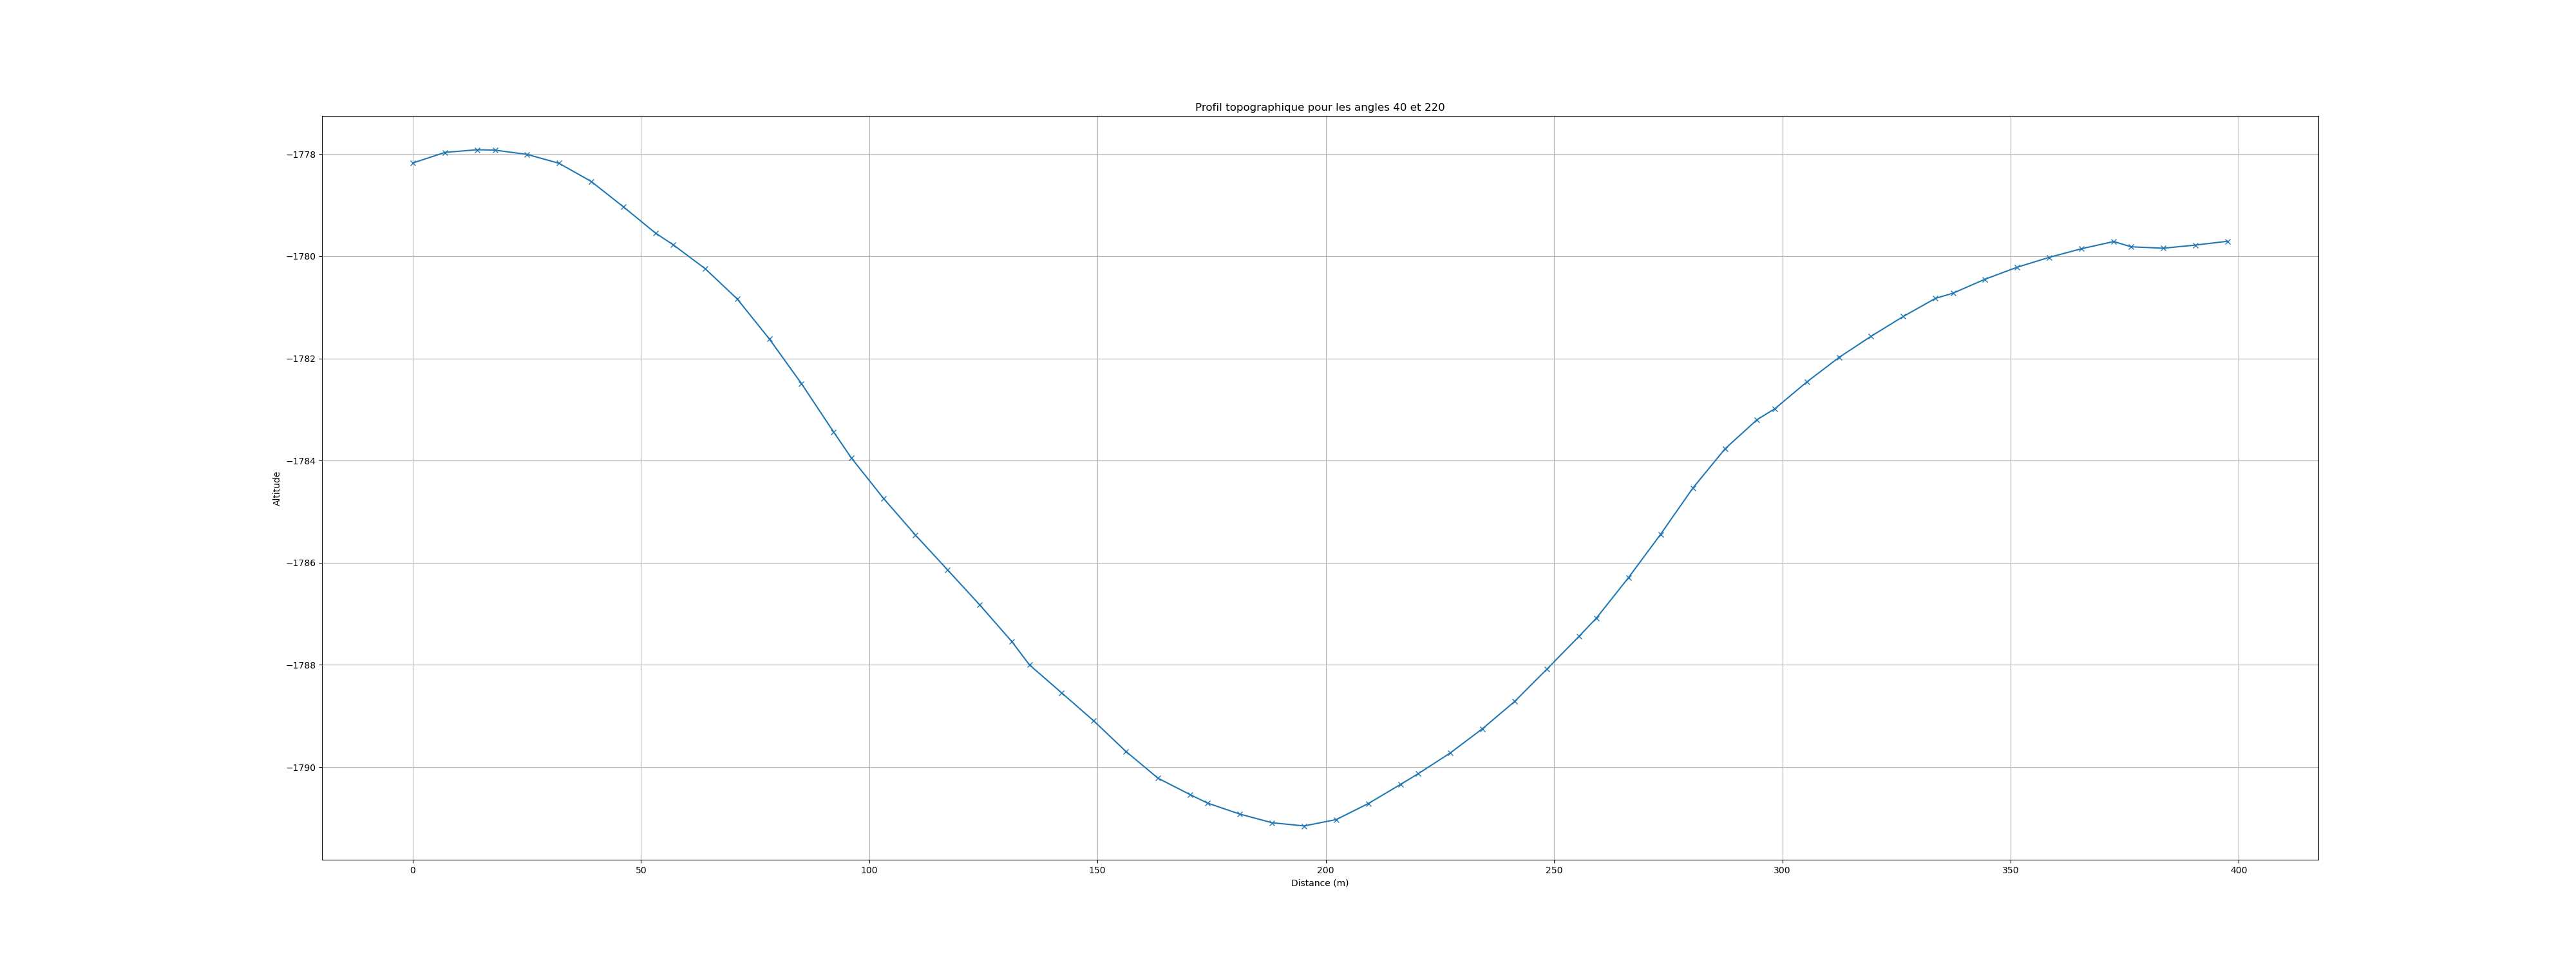 Profil topographique pour les angles 40 et 220
−1778
−1780
−1782
−1784
−1786
−1788
−1790
Altitude
0 50 100 150 200 250 300 350 400
Distance (m)